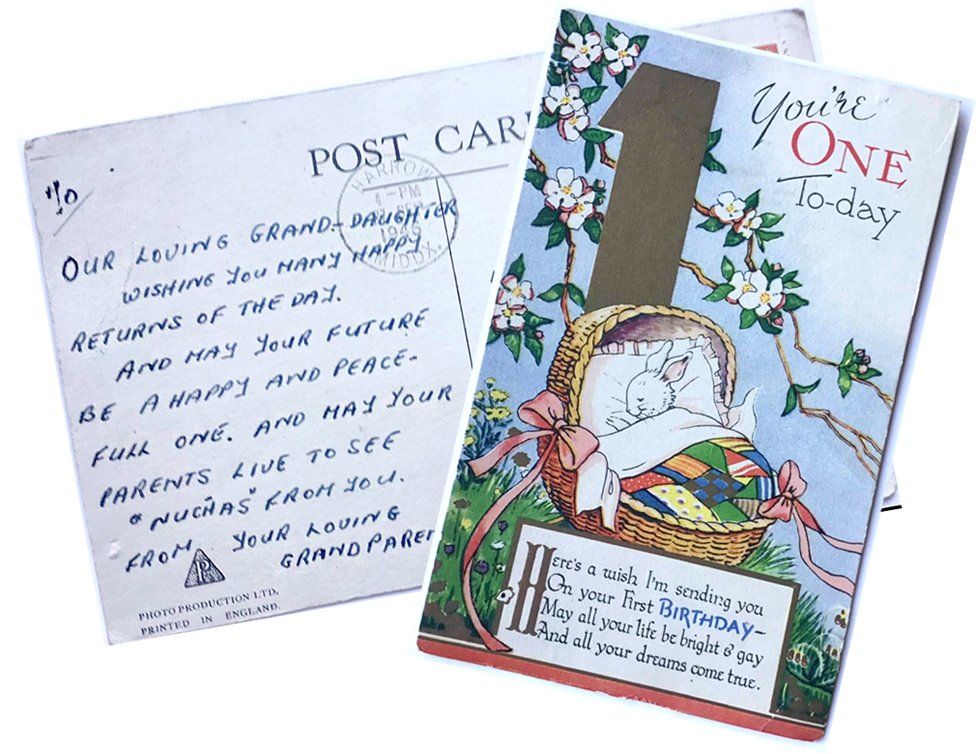 POST CAR
HARROW
4 - PM
1946
MIDDX.
To
OUR LOVING GRAND-DAUGHTER
WISHING YOU MANY HAPPY
RETURNS OF THE DAY.
AND MAY YOUR FUTURE
BE A HAPPY AND PEACE-
FULL ONE. AND MAY YOUR
PARENTS LIVE TO SEE
"NUCHAS" FROM YOU.
FROM YOUR LOVING
GRANDPAREN
P
PHOTO PRODUCTION LTD.
PRINTED IN ENGLAND.
1
You're
ONE
To-day
Here's a wish I'm sending you
On your First BIRTHDAY—
May all your life be bright & gay
And all your dreams come true.